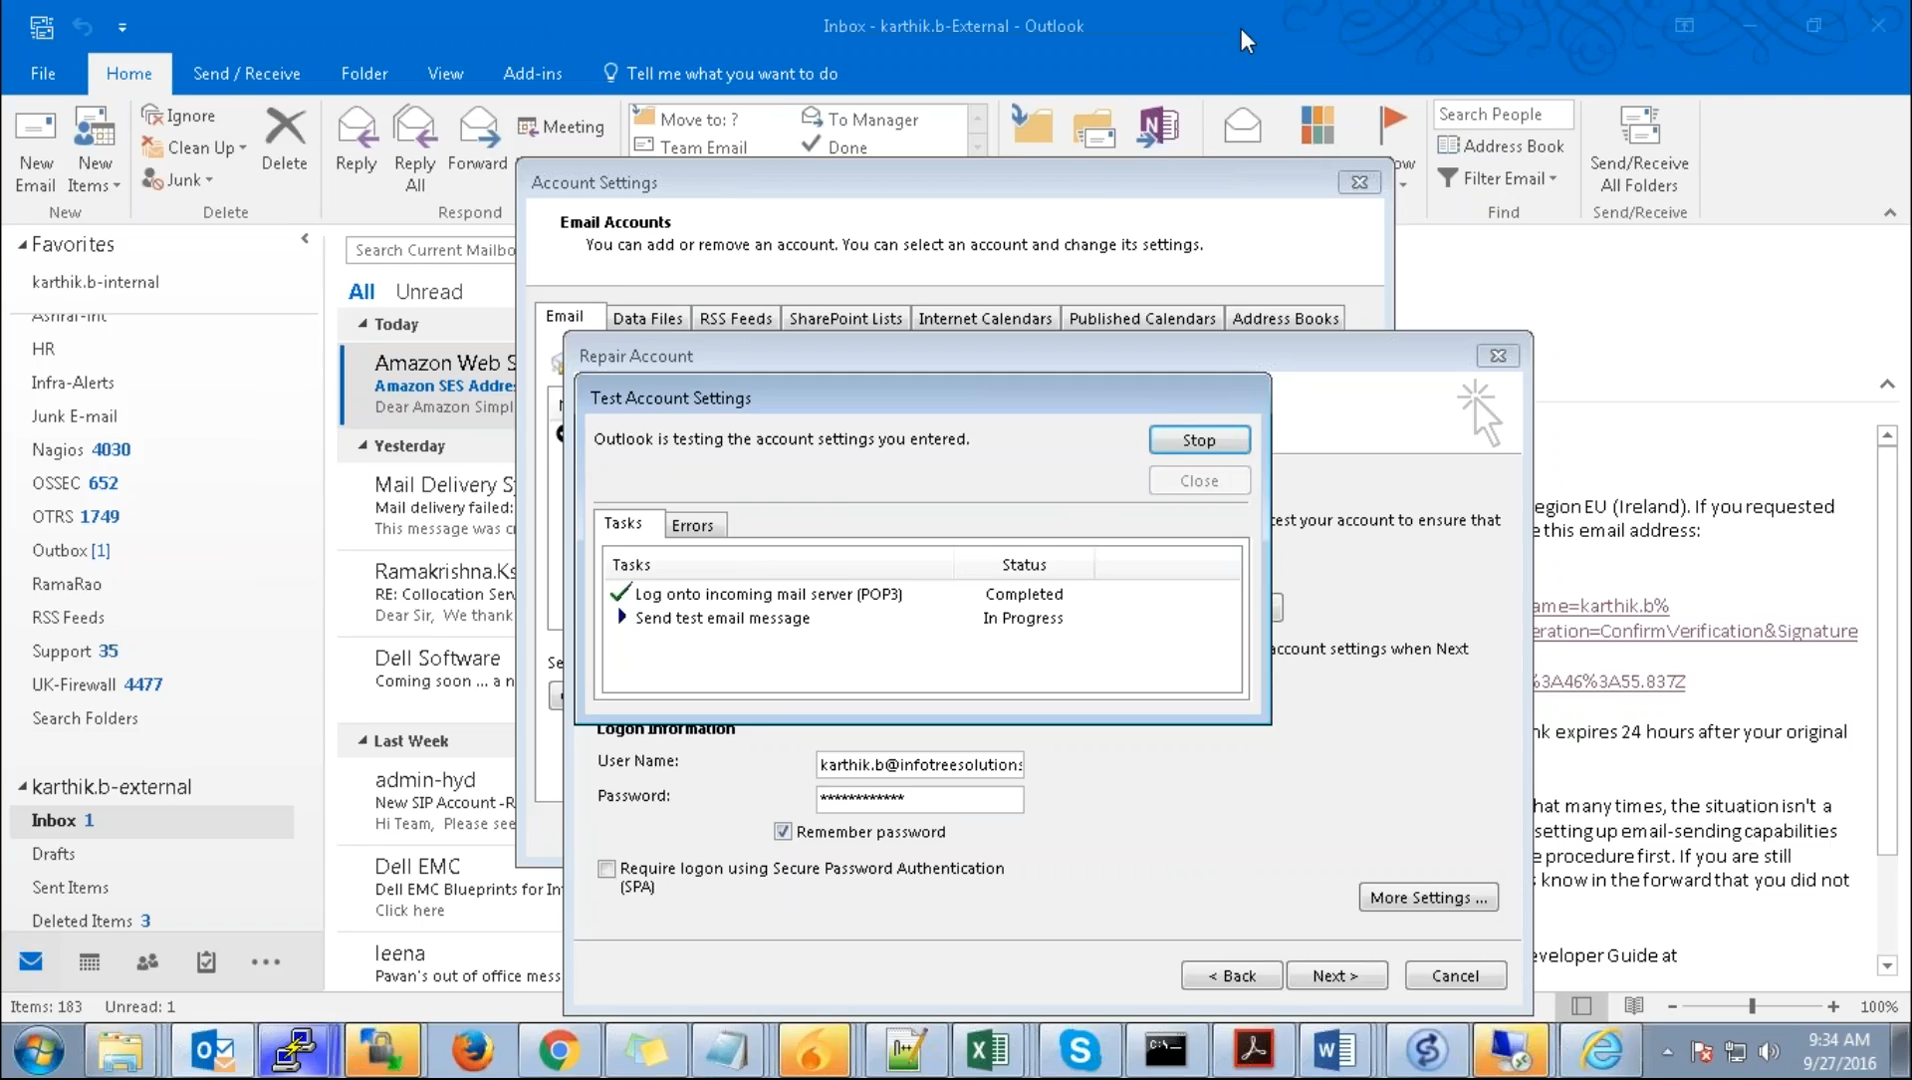 Inbox - karthik.b-External - Outlook
File Home Send / Receive Folder View Add-ins Tell me what you want to do
New Email
New Items
New
Ignore
Clean Up
Junk
Delete
Delete
Reply
Reply All
Forward
Meeting
Respond
Move to: ?
Team Email
To Manager
Done
Search People
Address Book
Filter Email
Find
Send/Receive
All Folders
Send/Receive
Favorites
karthik.b-internal
HR
Infra-Alerts
Junk E-mail
Nagios 4030
OSSEC 652
OTRS 1749
Outbox [1]
RamaRao
RSS Feeds
Support 35
UK-Firewall 4477
Search Folders
karthik.b-external
Inbox 1
Drafts
Sent Items
Deleted Items 3
Search Current Mailbo
All Unread
Today
Amazon Web S
Amazon SES Addre
Dear Amazon Simpl
Yesterday
Mail Delivery Sy
Mail delivery failed:
This message was cr
Ramakrishna.Ks
RE: Collocation Serv
Dear Sir, We thank
Dell Software
Coming soon ... a n
Last Week
admin-hyd
New SIP Account -R
Hi Team, Please see
Dell EMC
Dell EMC Blueprints for In
Click here
leena
Pavan's out of office mess
Account Settings
Email Accounts
You can add or remove an account. You can select an account and change its settings.
Email Data Files RSS Feeds SharePoint Lists Internet Calendars Published Calendars Address Books
Se
Repair Account
Test Account Settings
Outlook is testing the account settings you entered.
Stop
Close
Tasks Errors
Tasks Status
Log onto incoming mail server (POP3) Completed
Send test email message In Progress
test your account to ensure that
account settings when Next
Logon Information
User Name: karthik.b@infotreesolutions
Password: ************
Remember password
Require logon using Secure Password Authentication
(SPA)
More Settings ...
< Back Next > Cancel
egion EU (Ireland). If you requested
e this email address:
ame=karthik.b%
eration=ConfirmVerification&Signature
%3A46%3A55.837Z
nk expires 24 hours after your original
hat many times, the situation isn't a
setting up email-sending capabilities
e procedure first. If you are still
s know in the forward that you did not
eveloper Guide at
Items: 183 Unread: 1
100%
9:34 AM
9/27/2016